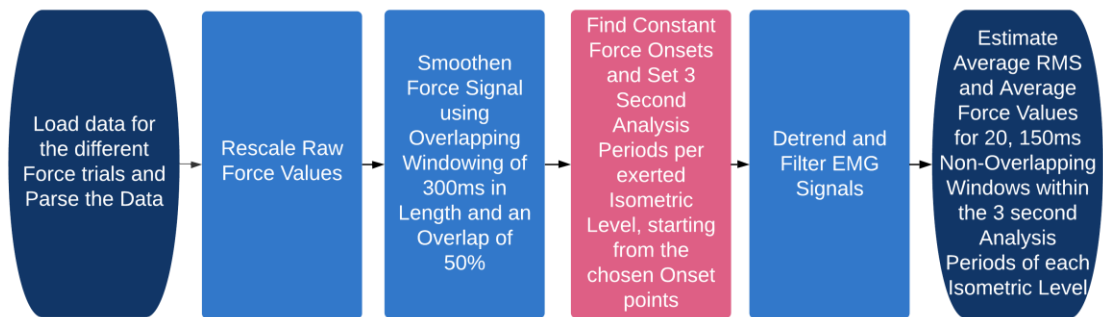 Load data for
the different
Force trials and
Parse the Data
Rescale Raw
Force Values
Smoothen
Force Signal
using
Overlapping
Windowing of
300ms in
Length and an
Overlap of
50%
Find Constant
Force Onsets
and Set 3
Second
Analysis
Periods per
exerted
Isometric
Level, starting
from the
chosen Onset
points
Detrend and
Filter EMG
Signals
Estimate
Average RMS
and Average
Force Values
for 20, 150ms
Non-Overlapping
Windows within
the 3 second
Analysis
Periods of each
Isometric Level